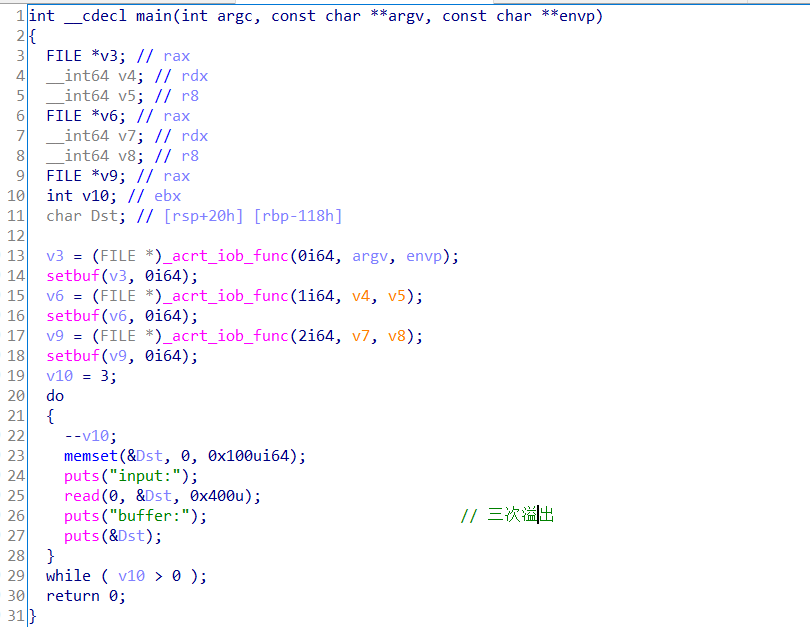 1 int __cdecl main(int argc, const char **argv, const char **envp)
2 {
3 FILE *v3; // rax
4 __int64 v4; // rdx
5 __int64 v5; // r8
6 FILE *v6; // rax
7 __int64 v7; // rdx
8 __int64 v8; // r8
9 FILE *v9; // rax
10 int v10; // ebx
11 char Dst; // [rsp+20h] [rbp-118h]
12
13 v3 = (FILE *)_acrt_iob_func(0i64, argv, envp);
14 setbuf(v3, 0i64);
15 v6 = (FILE *)_acrt_iob_func(1i64, v4, v5);
16 setbuf(v6, 0i64);
17 v9 = (FILE *)_acrt_iob_func(2i64, v7, v8);
18 setbuf(v9, 0i64);
19 v10 = 3;
20 do
21 {
22 --v10;
23 memset(&Dst, 0, 0x100ui64);
24 puts("input:");
25 read(0, &Dst, 0x400u);
26 puts("buffer:"); // 三次溢出
27 puts(&Dst);
28 }
29 while ( v10 > 0 );
30 return 0;
31 }